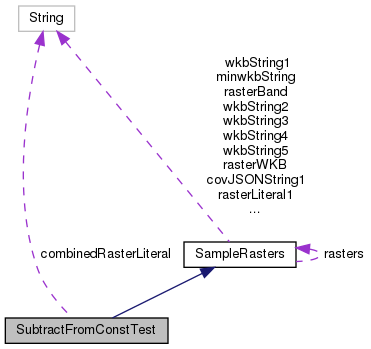 String
wkbString1
minwkbString
rasterBand
wkbString2
wkbString3
wkbString4
wkbString5
rasterWKB
covJSONString1
rasterLiteral1
...
combinedRasterLiteral
SampleRasters
rasters
SubtractFromConstTest